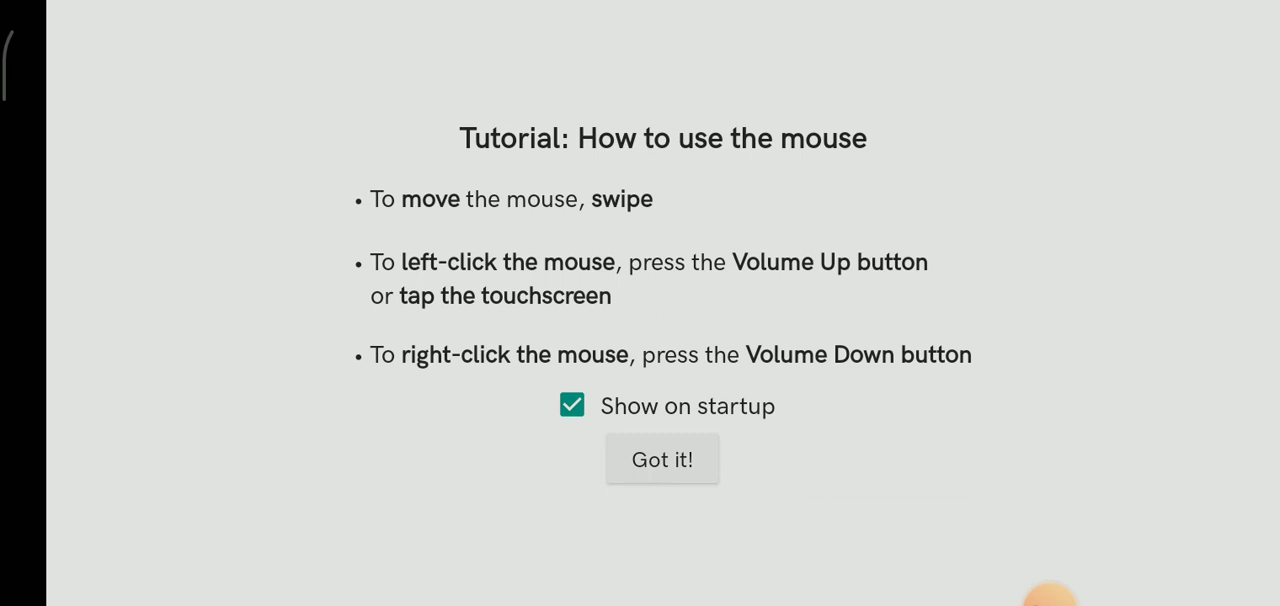 Tutorial: How to use the mouse
• To move the mouse, swipe
• To left-click the mouse, press the Volume Up button
or tap the touchscreen
• To right-click the mouse, press the Volume Down button
Show on startup
Got it!